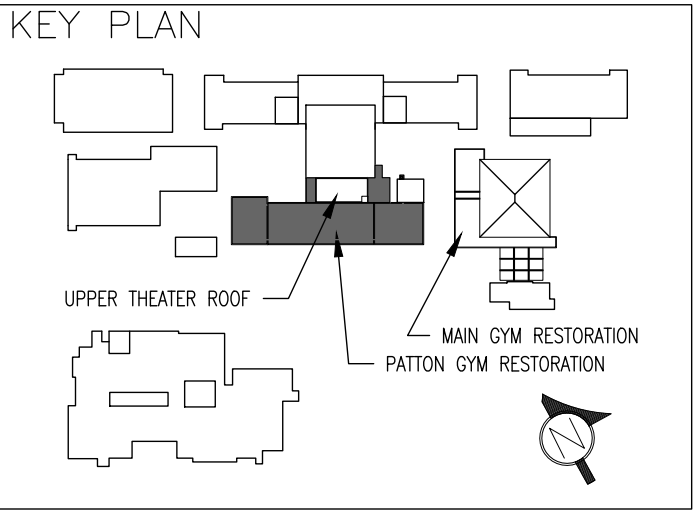 KEY PLAN
UPPER THEATER ROOF
MAIN GYM RESTORATION
PATTON GYM RESTORATION
N